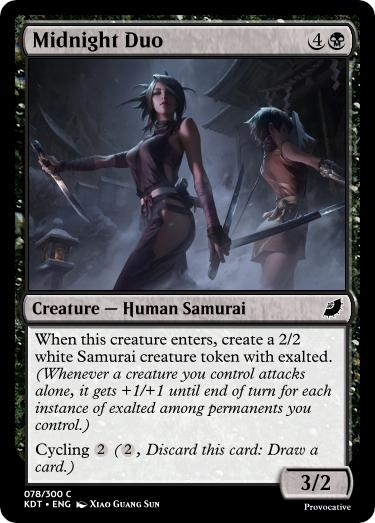 Midnight Duo 4
Creature — Human Samurai
When this creature enters, create a 2/2
white Samurai creature token with exalted.
(Whenever a creature you control attacks
alone, it gets +1/+1 until end of turn for each
instance of exalted among permanents you
control.)
Cycling 2 (2, Discard this card: Draw a
card.)
3/2
078/300 C
KDT • ENG Xiao Guang Sun
Provocative